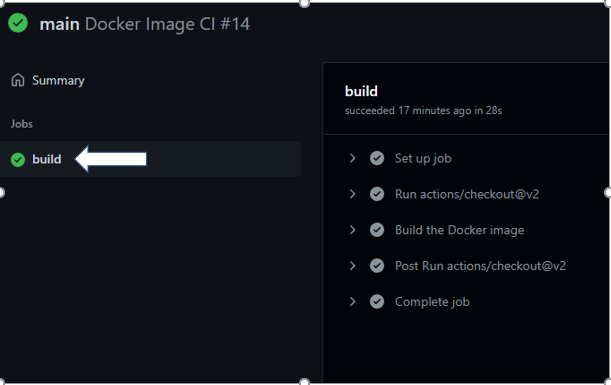 main Docker Image CI #14
Summary
Jobs
build
build
succeeded 17 minutes ago in 28s
Set up job
Run actions/checkout@v2
Build the Docker image
Post Run actions/checkout@v2
Complete job